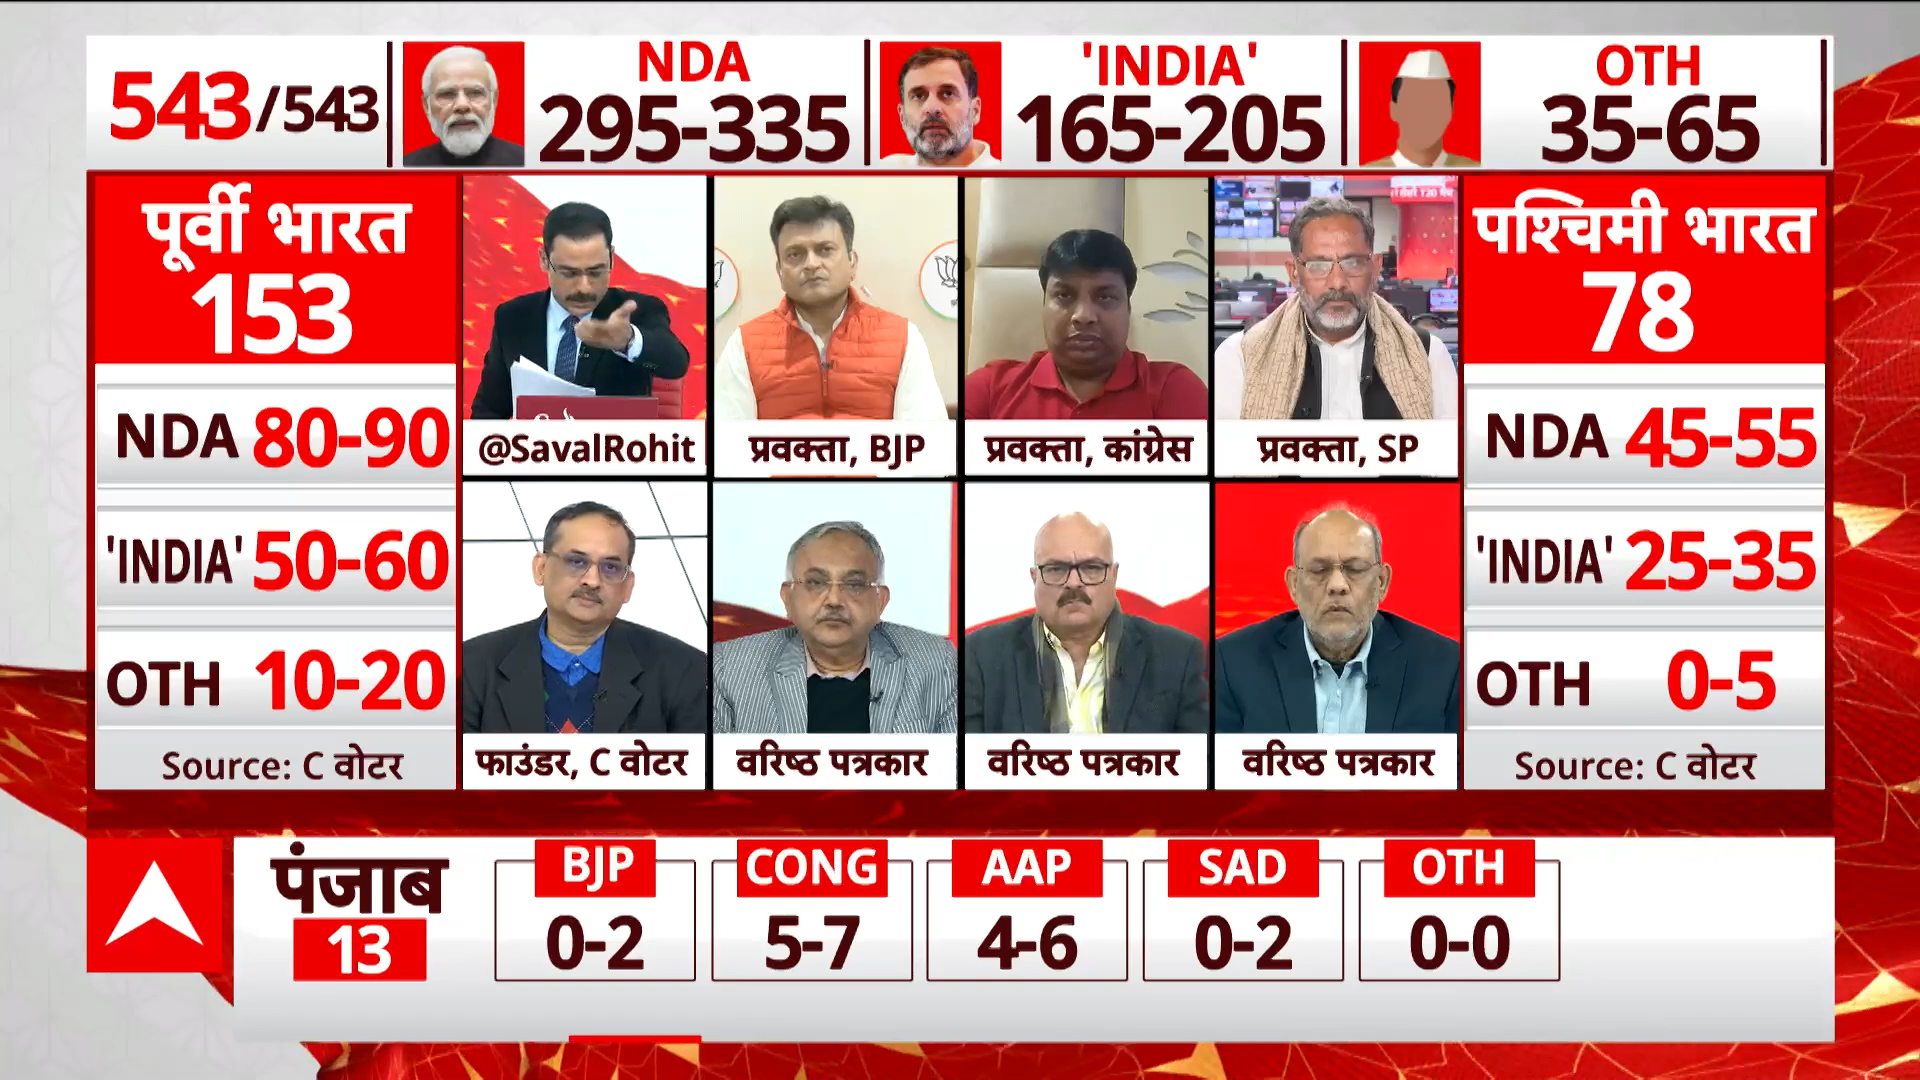 543/543
NDA
295-335
'INDIA'
165-205
OTH
35-65
पूर्वी भारत
153
NDA 80-90
'INDIA' 50-60
OTH 10-20
Source: C वोटर
@SavalRohit
प्रवक्ता, BJP
प्रवक्ता, कांग्रेस
प्रवक्ता, SP
फाउंडर, C वोटर
वरिष्ठ पत्रकार
वरिष्ठ पत्रकार
वरिष्ठ पत्रकार
पश्चिमी भारत
78
NDA 45-55
'INDIA' 25-35
OTH 0-5
Source: C वोटर
पंजाब
13
BJP
0-2
CONG
5-7
AAP
4-6
SAD
0-2
OTH
0-0